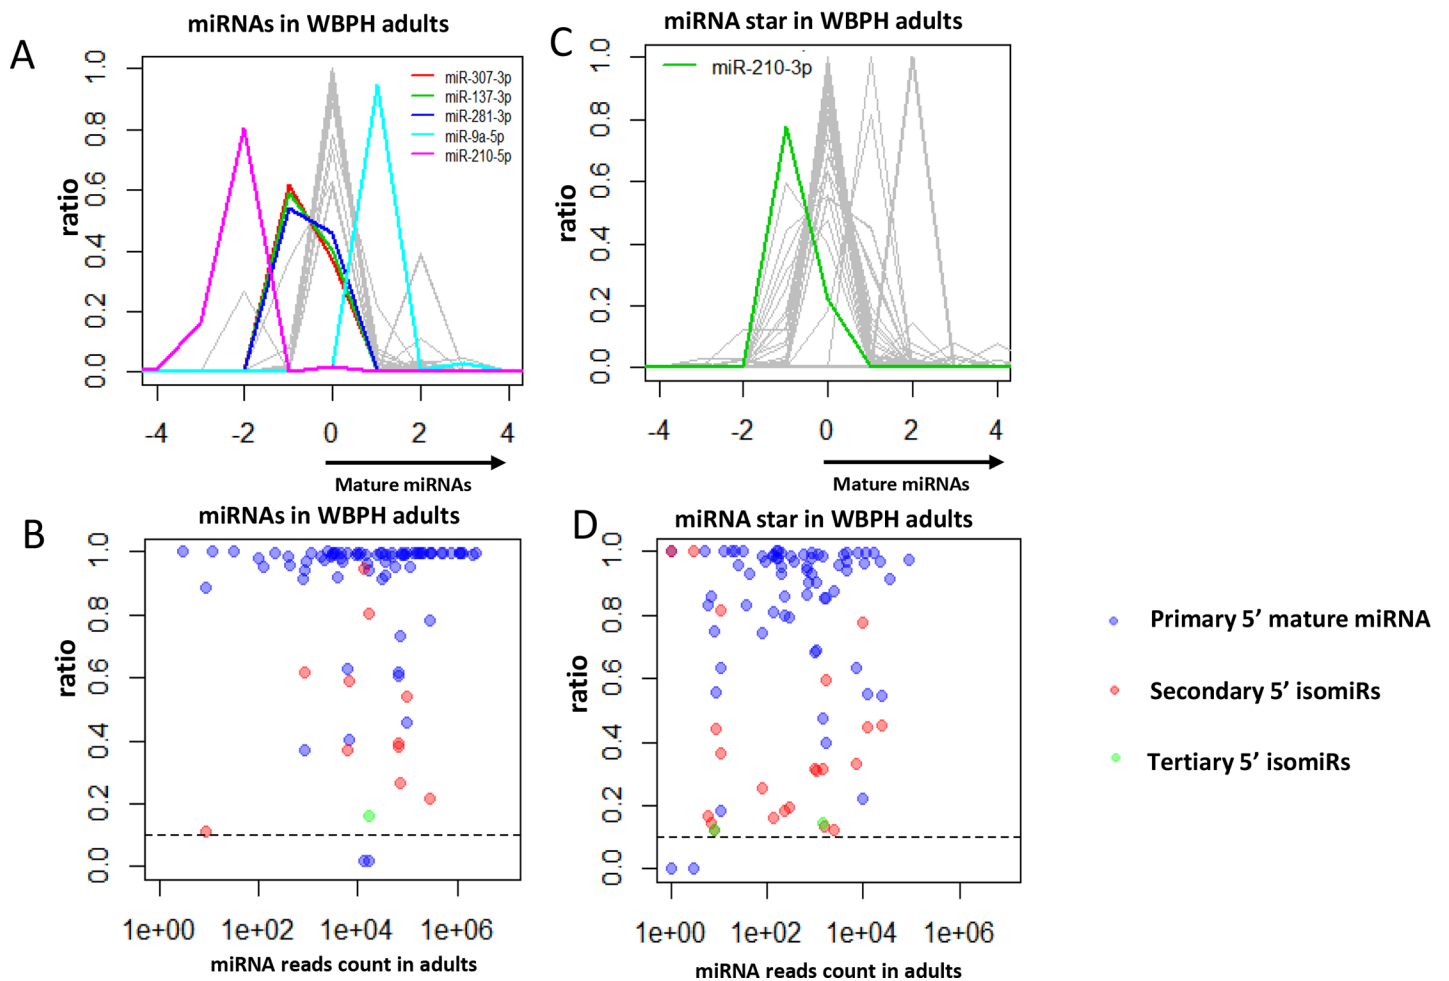 A
miRNAs in WBPH adults
ratio
1.0
0.8
0.6
0.4
0.2
0.0
miR-307-3p
miR-137-3p
miR-281-3p
miR-9a-5p
miR-210-5p
-4 -2 0 2 4
Mature miRNAs
C
miRNA star in WBPH adults
ratio
1.0
0.8
0.6
0.4
0.2
0.0
miR-210-3p
-4 -2 0 2 4
Mature miRNAs
B
miRNAs in WBPH adults
ratio
1.0
0.8
0.6
0.4
0.2
0.0
1e+00 1e+02 1e+04 1e+06
miRNA reads count in adults
D
miRNA star in WBPH adults
ratio
1.0
0.8
0.6
0.4
0.2
0.0
1e+00 1e+02 1e+04 1e+06
miRNA reads count in adults
Primary 5’ mature miRNA
Secondary 5’ isomiRs
Tertiary 5’ isomiRs